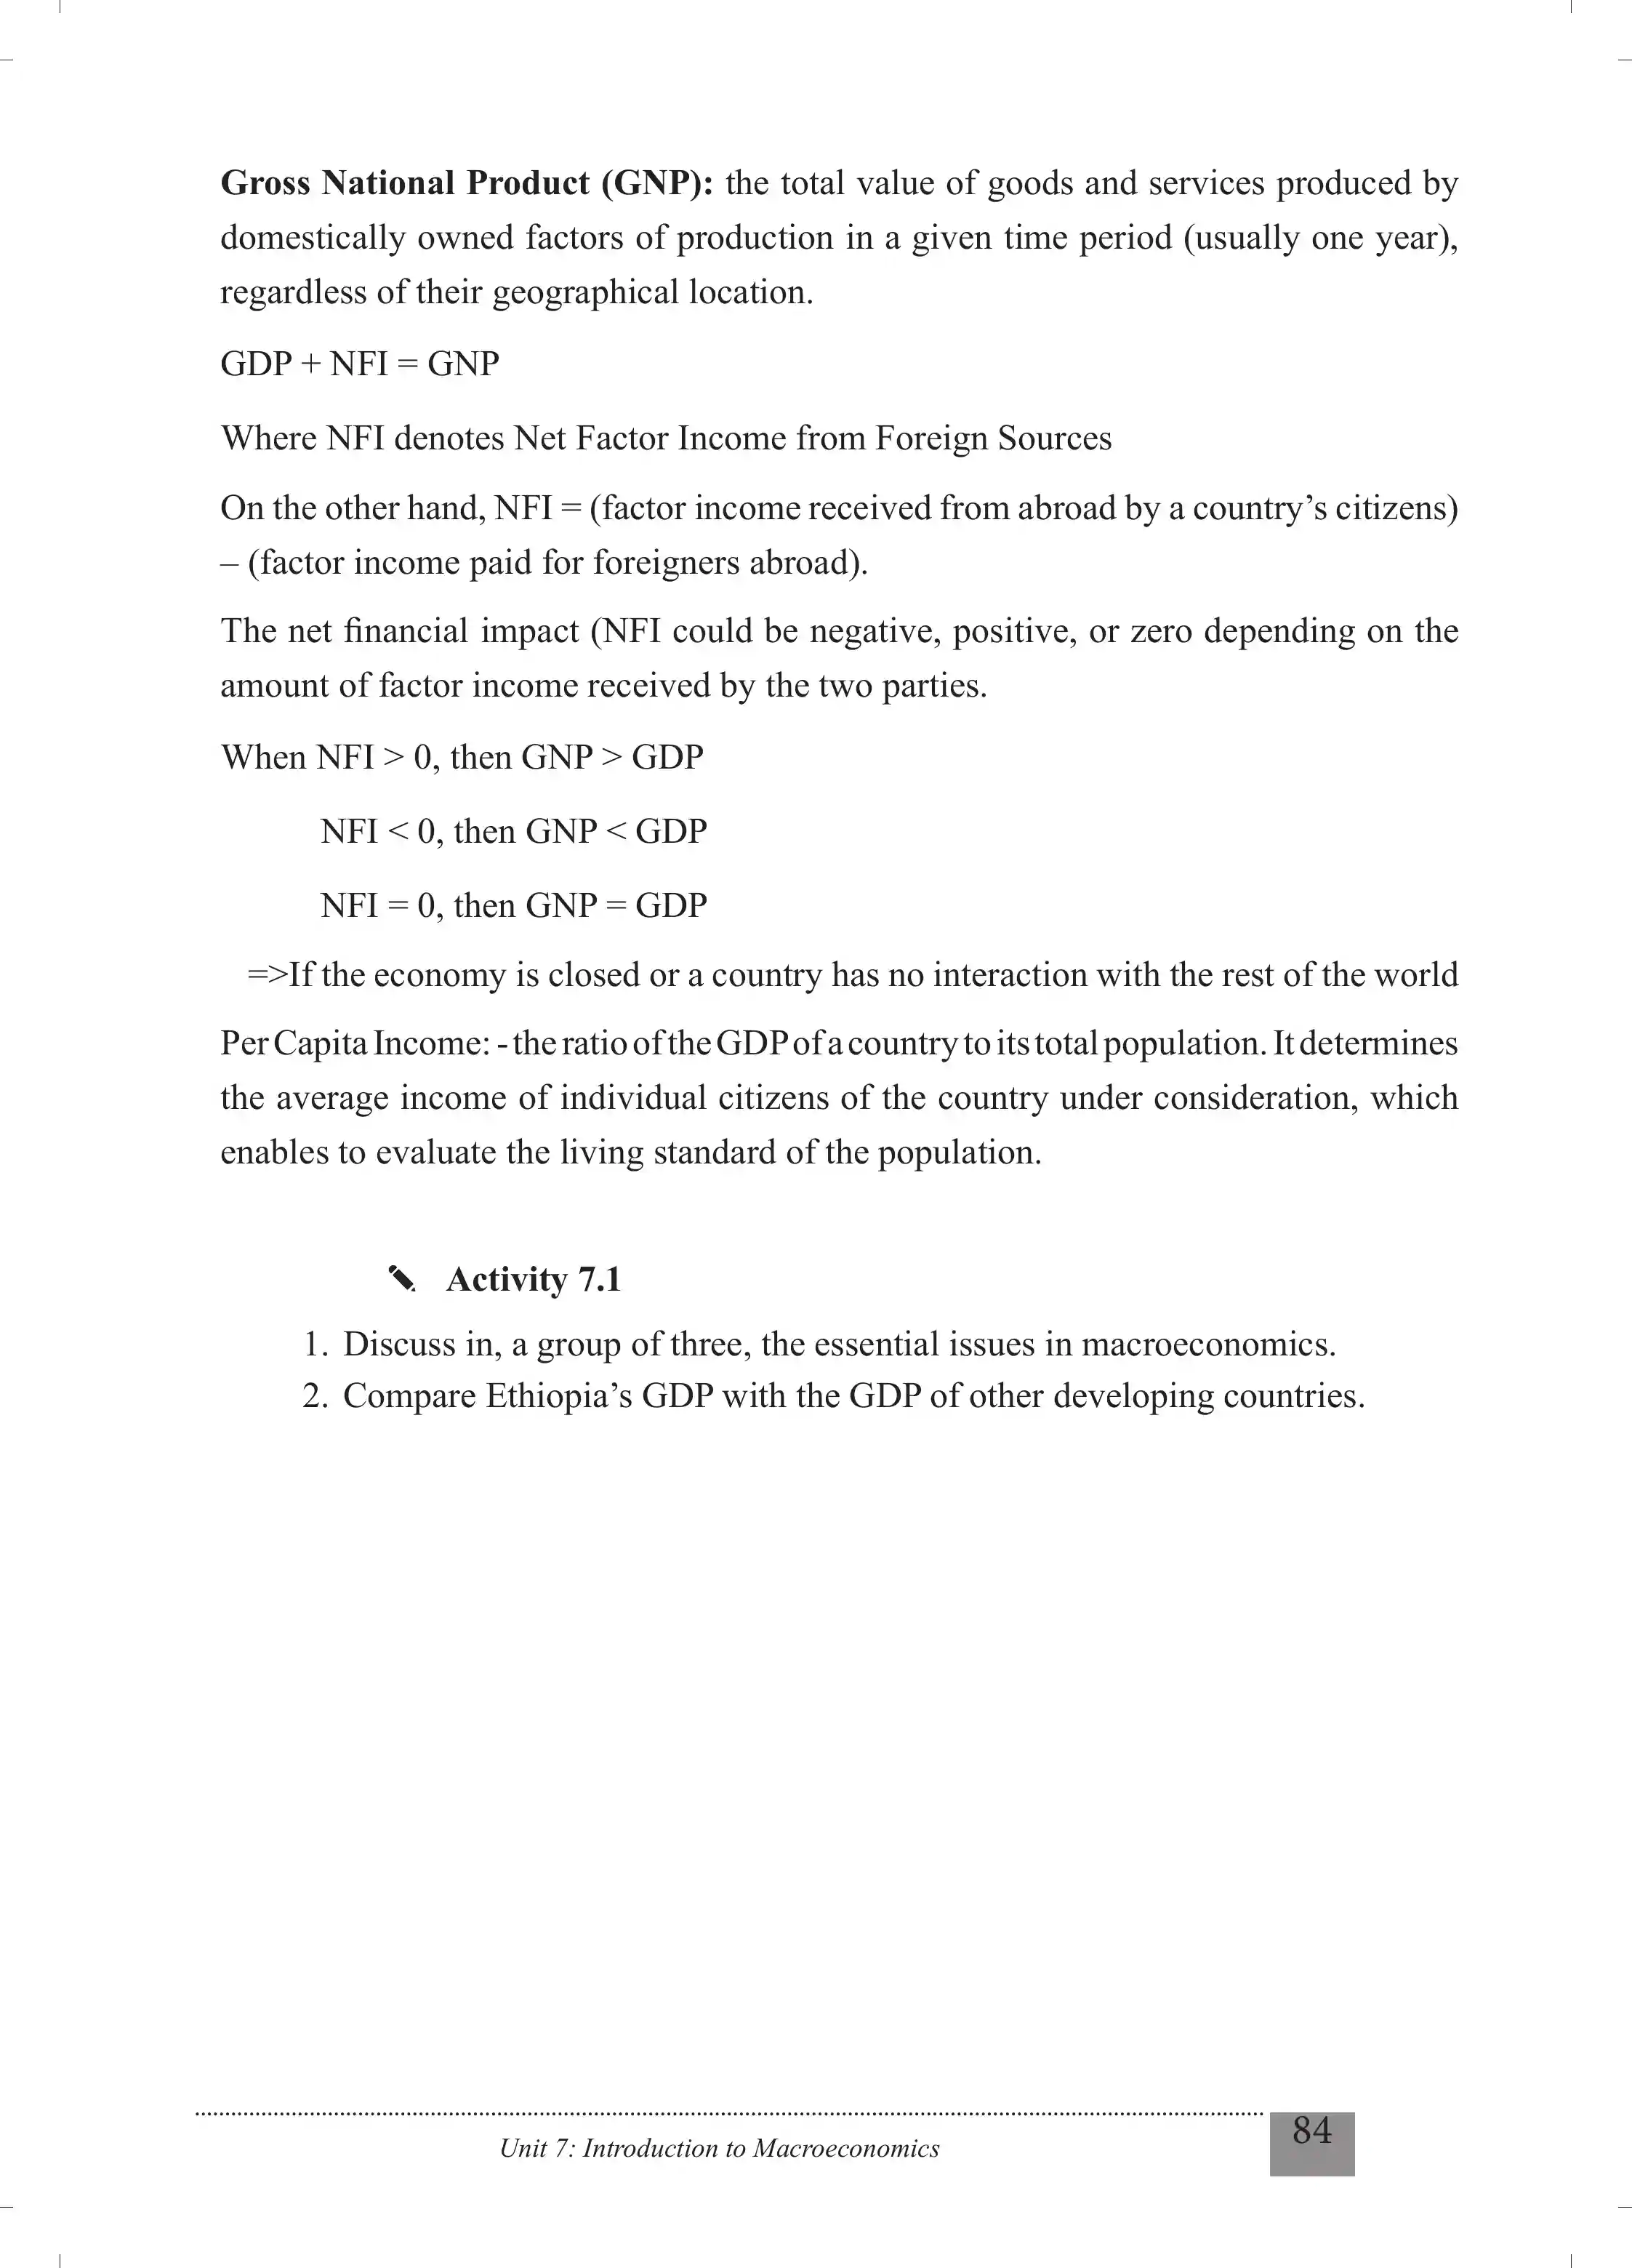 Gross National Product (GNP): the total value of goods and services produced by
domestically owned factors of production in a given time period (usually one year),
regardless of their geographical location.
GDP + NFI = GNP
Where NFI denotes Net Factor Income from Foreign Sources
On the other hand, NFI = (factor income received from abroad by a country’s citizens)
– (factor income paid for foreigners abroad).
The net financial impact (NFI could be negative, positive, or zero depending on the
amount of factor income received by the two parties.
When NFI > 0, then GNP > GDP
NFI < 0, then GNP < GDP
NFI = 0, then GNP = GDP
=>If the economy is closed or a country has no interaction with the rest of the world
Per Capita Income: - the ratio of the GDP of a country to its total population. It determines
the average income of individual citizens of the country under consideration, which
enables to evaluate the living standard of the population.
Activity 7.1
1. Discuss in, a group of three, the essential issues in macroeconomics.
2. Compare Ethiopia’s GDP with the GDP of other developing countries.
Unit 7: Introduction to Macroeconomics
84